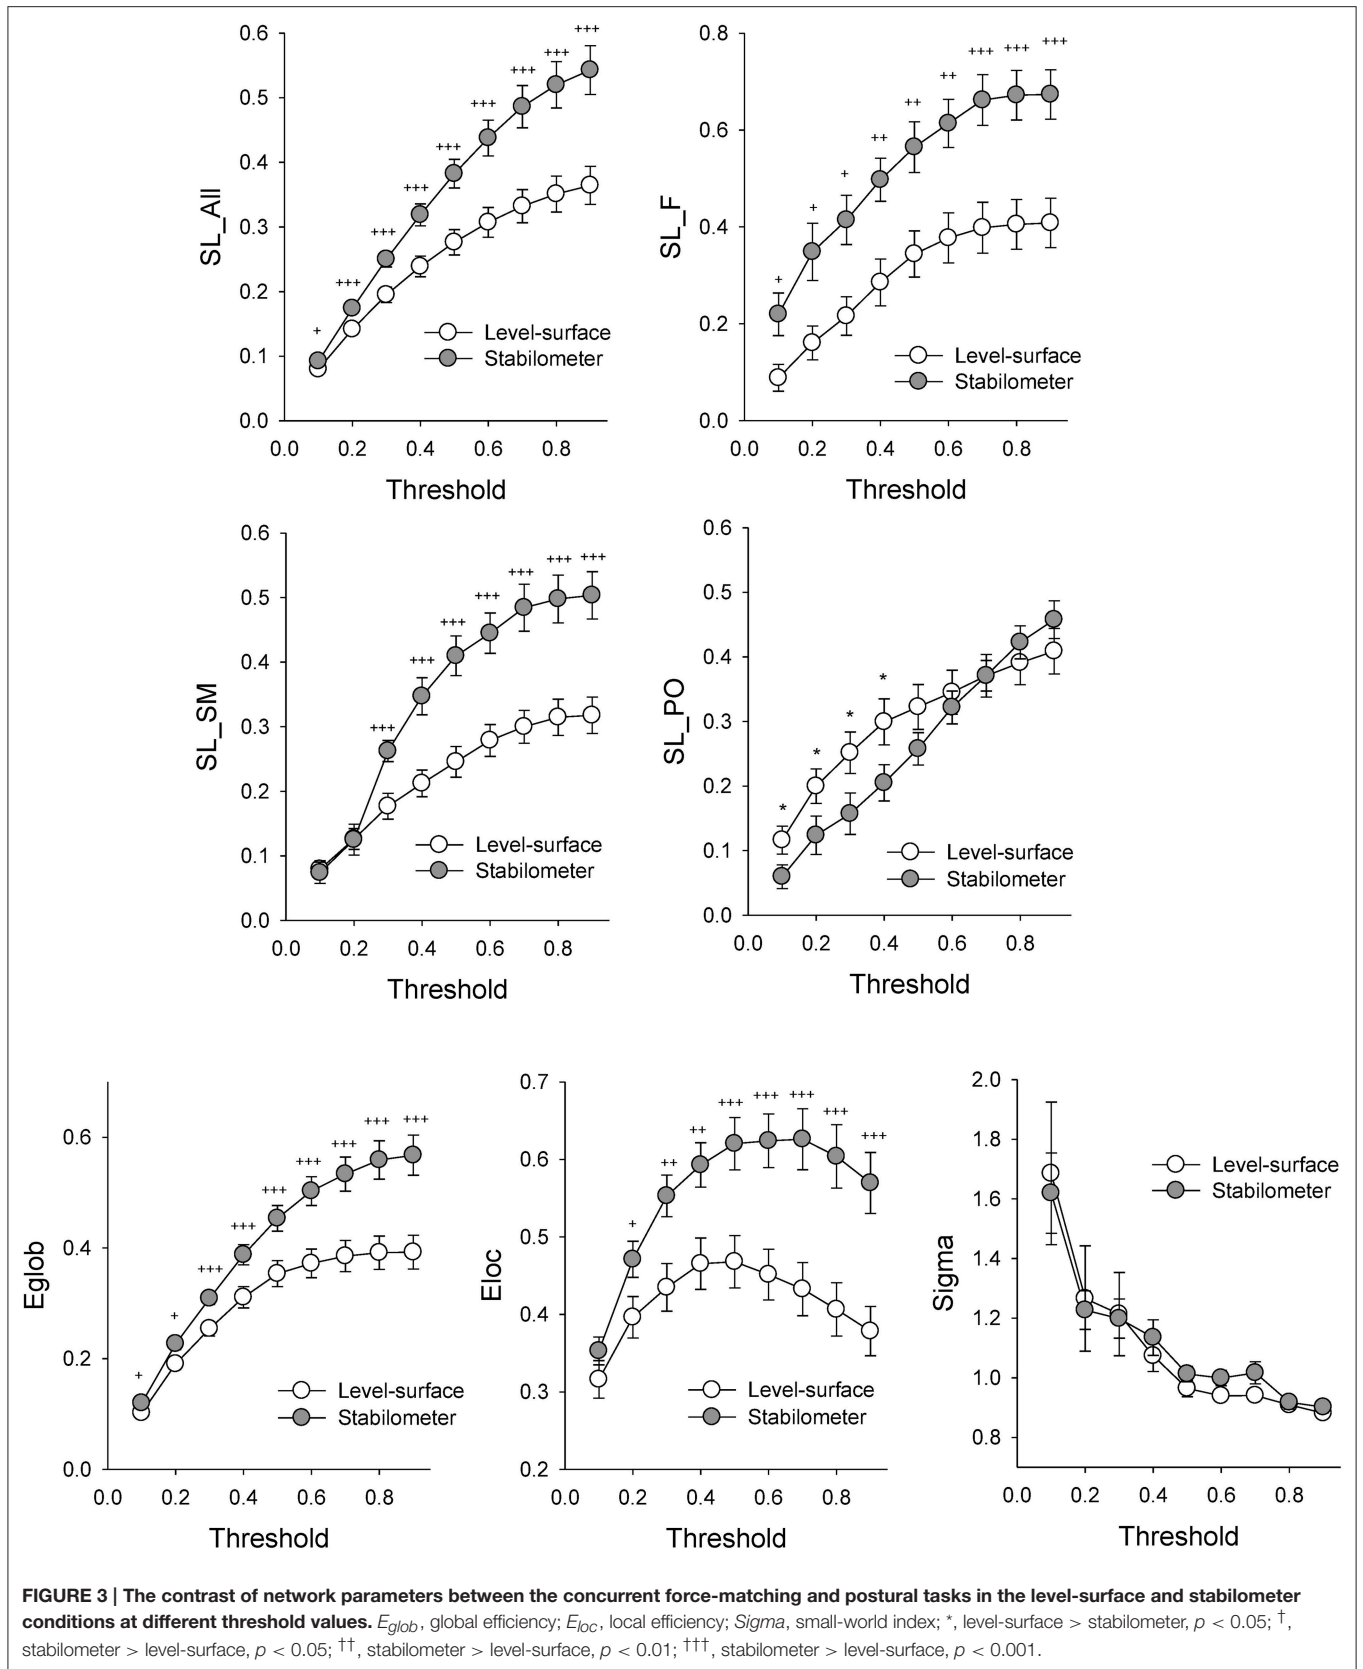 0.6
0.5
0.4
0.3
0.2
0.1
0.0
SL_All
+ +++ +++ +++ +++ +++ +++ +++ +++
Level-surface
Stabilometer
0.0 0.2 0.4 0.6 0.8
Threshold
0.8
0.6
0.4
0.2
0.0
SL_F
+ + + ++ ++ ++ +++ +++ +++
Level-surface
Stabilometer
0.0 0.2 0.4 0.6 0.8
Threshold
0.6
0.5
0.4
0.3
0.2
0.1
0.0
SL_SM
+++ +++ +++ +++ +++ +++ +++
Level-surface
Stabilometer
0.0 0.2 0.4 0.6 0.8
Threshold
0.6
0.5
0.4
0.3
0.2
0.1
0.0
SL_PO
* * * *
Level-surface
Stabilometer
0.0 0.2 0.4 0.6 0.8
Threshold
0.6
0.4
0.2
0.0
Eglob
+ + +++ +++ +++ +++ +++ +++ +++
Level-surface
Stabilometer
0.0 0.2 0.4 0.6 0.8
Threshold
0.7
0.6
0.5
0.4
0.3
0.2
Eloc
+ ++ ++ +++ +++ +++ +++ +++
Level-surface
Stabilometer
0.0 0.2 0.4 0.6 0.8
Threshold
2.0
1.8
1.6
1.4
1.2
1.0
0.8
Sigma
Level-surface
Stabilometer
0.0 0.2 0.4 0.6 0.8
Threshold
FIGURE 3 | The contrast of network parameters between the concurrent force-matching and postural tasks in the level-surface and stabilometer
conditions at different threshold values. Eglob, global efficiency; Eloc, local efficiency; Sigma, small-world index; *, level-surface > stabilometer, p < 0.05; †,
stabilometer > level-surface, p < 0.05; ††, stabilometer > level-surface, p < 0.01; †††, stabilometer > level-surface, p < 0.001.